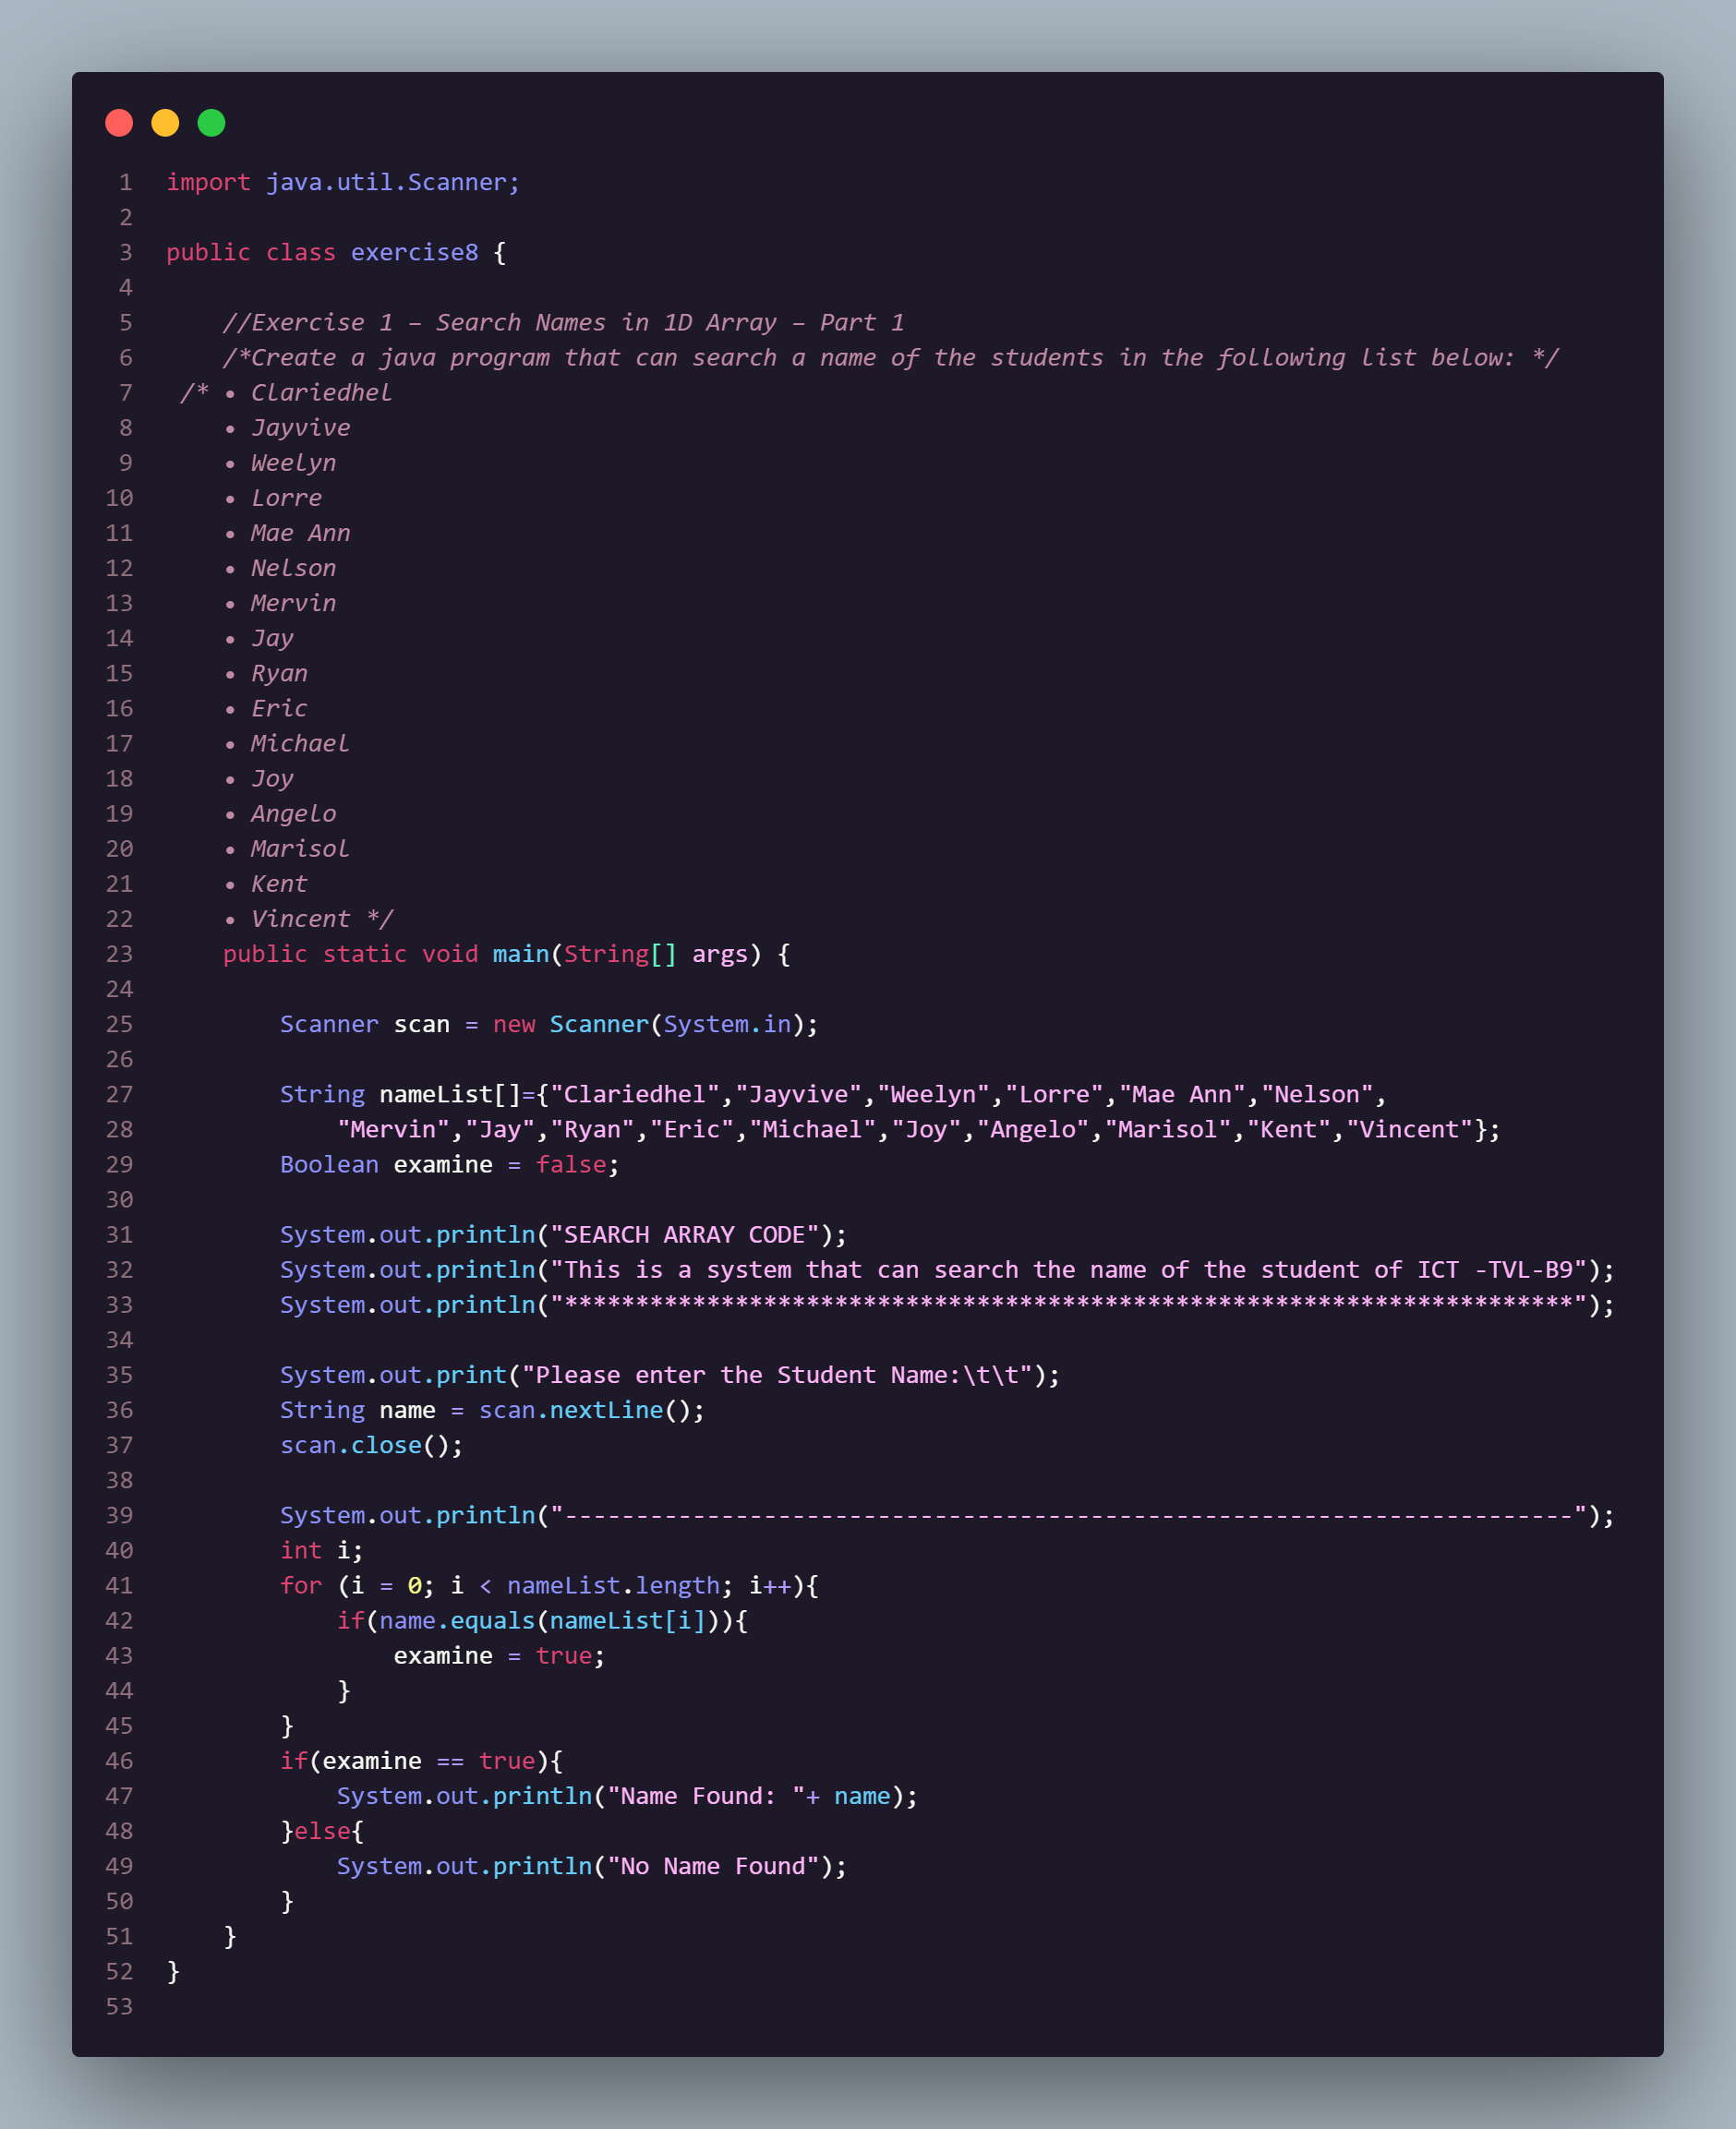 1 import java.util.Scanner;
2
3 public class exercise8 {
4
5     //Exercise 1 – Search Names in 1D Array – Part 1
6     /*Create a java program that can search a name of the students in the following list below: */
7  /* • Clariedhel
8     • Jayvive
9     • Weelyn
10     • Lorre
11     • Mae Ann
12     • Nelson
13     • Mervin
14     • Jay
15     • Ryan
16     • Eric
17     • Michael
18     • Joy
19     • Angelo
20     • Marisol
21     • Kent
22     • Vincent */
23     public static void main(String[] args) {
24
25         Scanner scan = new Scanner(System.in);
26
27         String nameList[]={"Clariedhel","Jayvive","Weelyn","Lorre","Mae Ann","Nelson",
28             "Mervin","Jay","Ryan","Eric","Michael","Joy","Angelo","Marisol","Kent","Vincent"};
29         Boolean examine = false;
30
31         System.out.println("SEARCH ARRAY CODE");
32         System.out.println("This is a system that can search the name of the student of ICT -TVL-B9");
33         System.out.println("***********************************************************************");
34
35         System.out.print("Please enter the Student Name:\t\t");
36         String name = scan.nextLine();
37         scan.close();
38
39         System.out.println("-----------------------------------------------------------------------");
40         int i;
41         for (i = 0; i < nameList.length; i++){
42             if(name.equals(nameList[i])){
43                 examine = true;
44             }
45         }
46         if(examine == true){
47             System.out.println("Name Found: "+ name);
48         }else{
49             System.out.println("No Name Found");
50         }
51     }
52 }
53